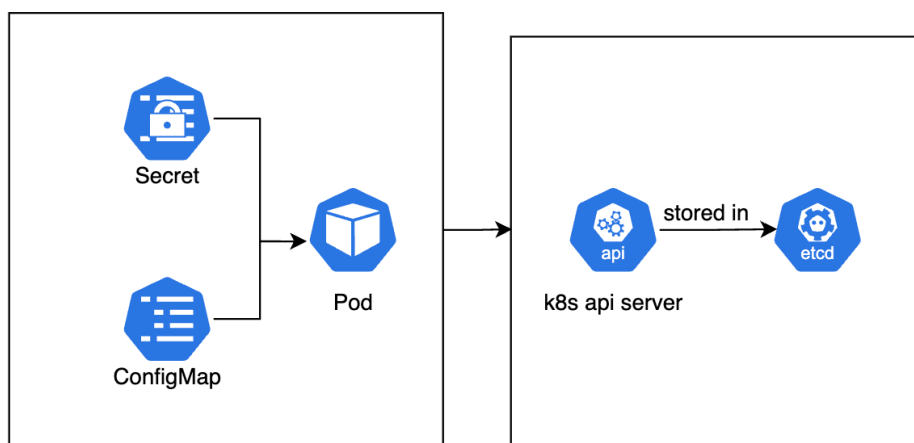 Secret
ConfigMap
Pod
stored in
api
etcd
k8s api server